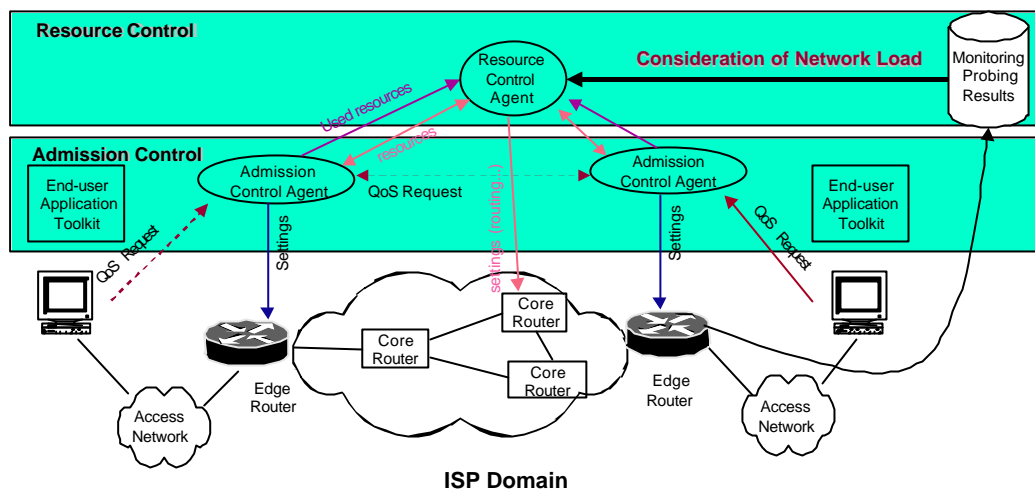 Resource Control
Resource
Control
Agent
Consideration of Network Load
Monitoring
Probing
Results
Used resources
resources
Admission Control
End-user
Application
Toolkit
Admission
Control Agent
QoS Request
Admission
Control Agent
End-user
Application
Toolkit
QoS Request
Settings
settings (routing...)
Settings
QoS Request
Core
Router
Core
Router
Core
Router
Edge
Router
Edge
Router
Access
Network
Access
Network
ISP Domain